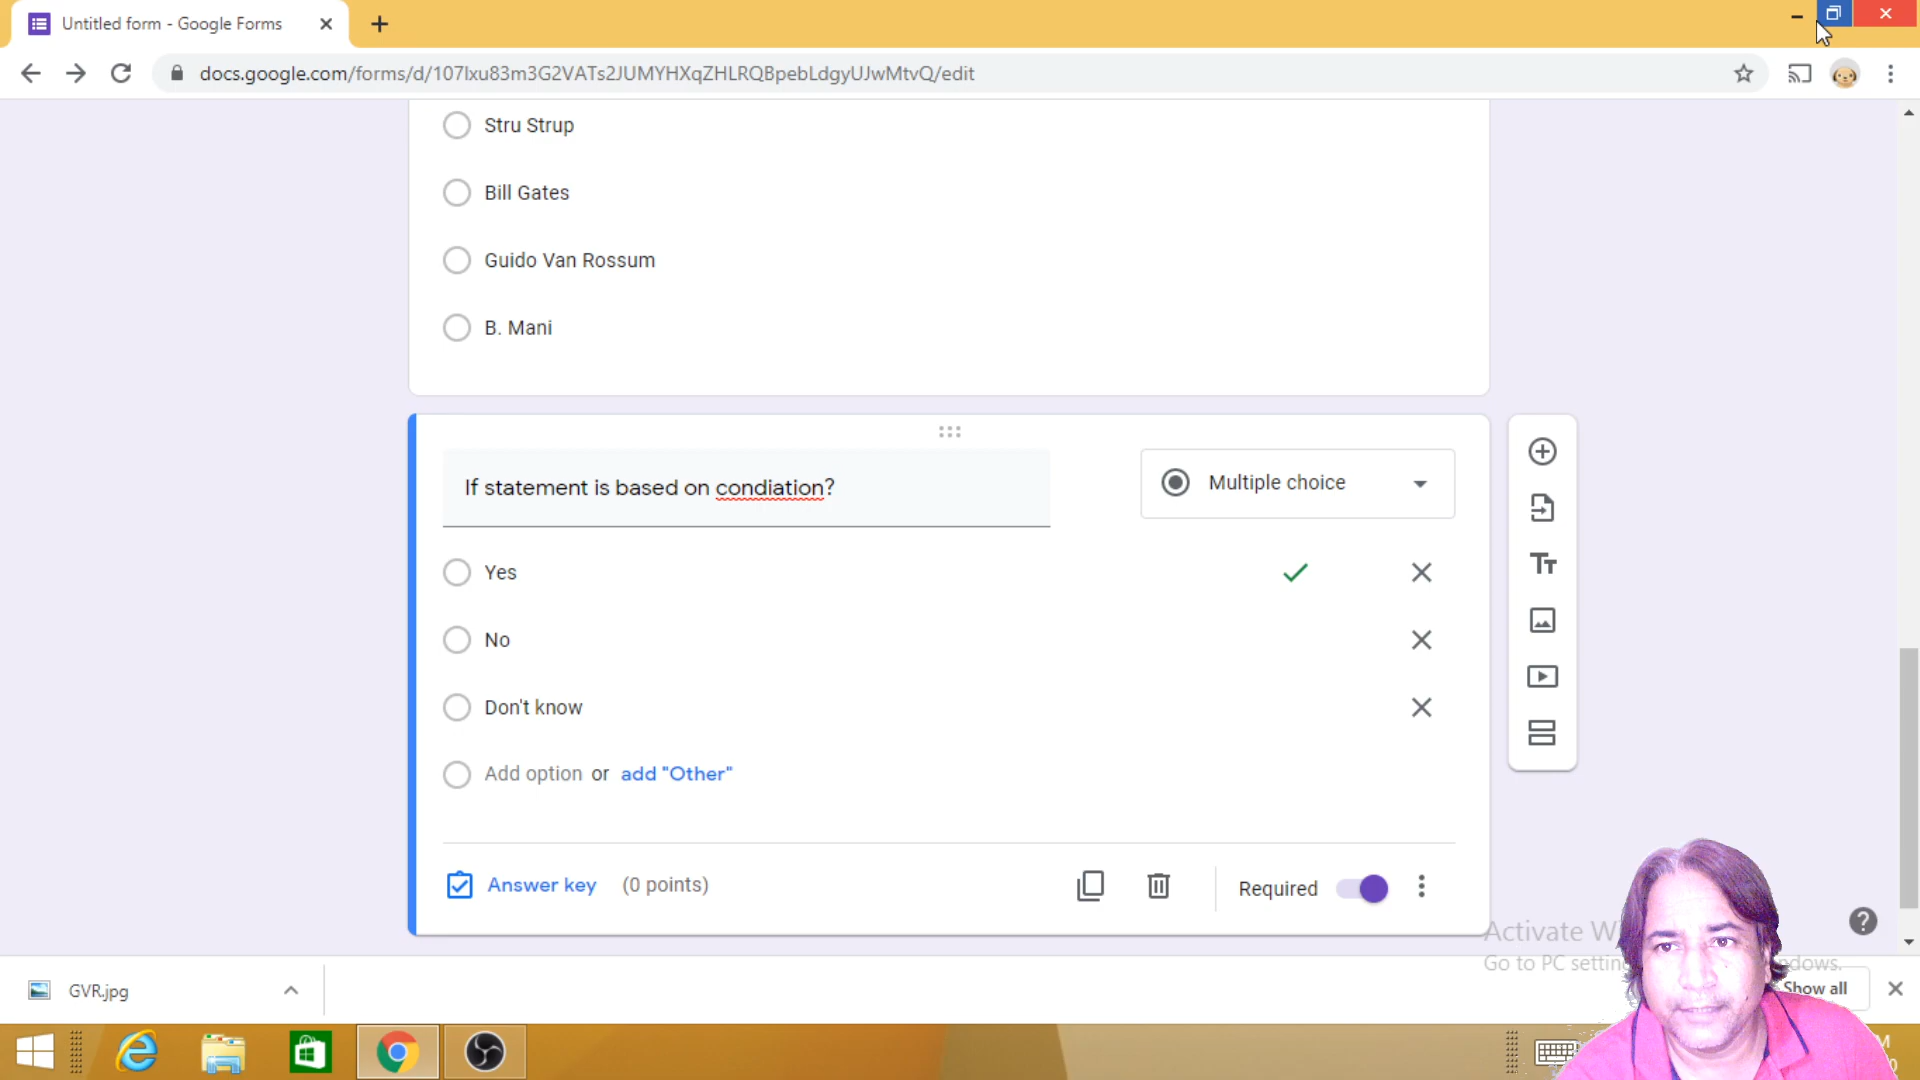 Untitled form - Google Forms
docs.google.com/forms/d/107lxu83m3G2VATs2JUMYHXqZHLRQBpebLdgyUJwMtvQ/edit
Stru Strup
Bill Gates
Guido Van Rossum
B. Mani
If statement is based on condiation?
Multiple choice
Yes
No
Don't know
Add option or add "Other"
Answer key (0 points)
Required
Activate
Go to PC
GVR.jpg
Show all